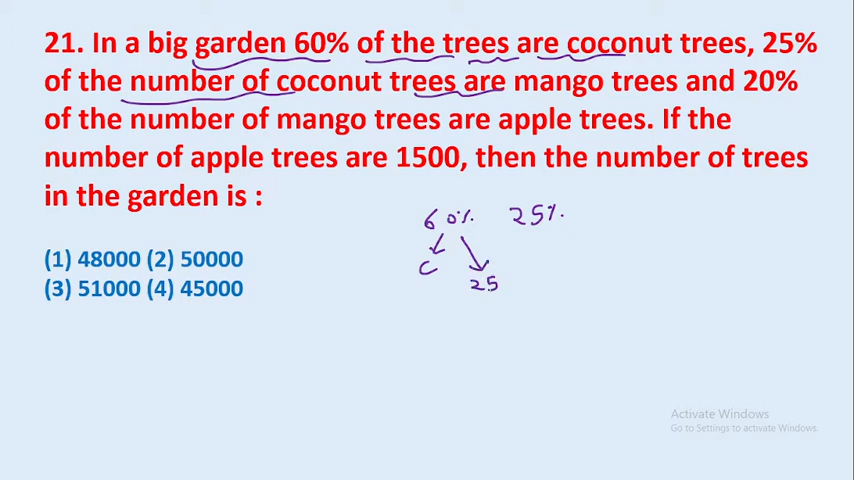 21. In a big garden 60% of the trees are coconut trees, 25%
of the number of coconut trees are mango trees and 20%
of the number of mango trees are apple trees. If the
number of apple trees are 1500, then the number of trees
in the garden is :
60% 25%
C 25
(1) 48000 (2) 50000
(3) 51000 (4) 45000
Activate Windows
Go to Settings to activate Windows.